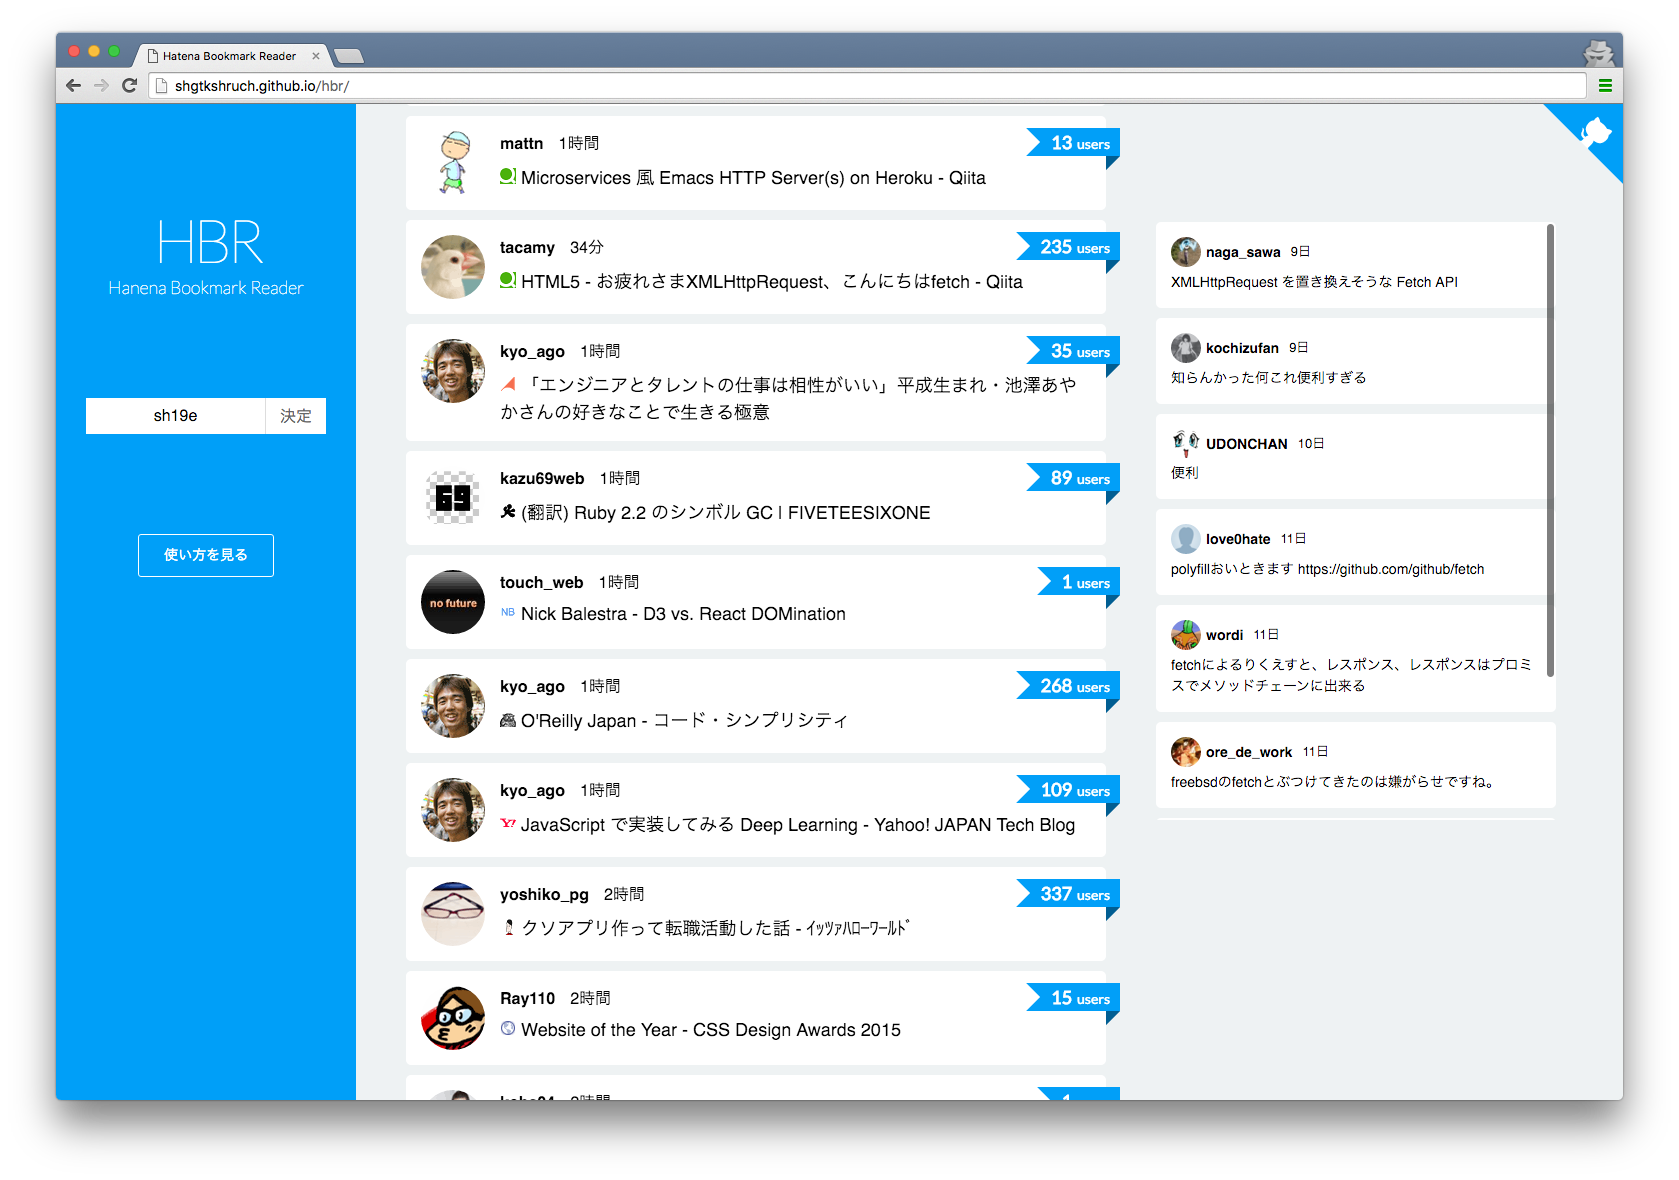 Hatena Bookmark Reader
shgtkshruch.github.io/hbr/
HBR
Hanena Bookmark Reader
sh19e 決定
使い方を見る
mattn 1時間
13 users
Microservices 風 Emacs HTTP Server(s) on Heroku - Qiita
tacamy 34分
235 users
HTML5 - お疲れさまXMLHttpRequest、こんにちはfetch - Qiita
kyo_ago 1時間
35 users
「エンジニアとタレントの仕事は相性がいい」平成生まれ・池澤あや
かさんの好きなことで生きる極意
69
kazu69web 1時間
89 users
(翻訳) Ruby 2.2 のシンボル GC | FIVETEESIXONE
no future
touch_web 1時間
1 users
NB Nick Balestra - D3 vs. React DOMination
kyo_ago 1時間
268 users
O'Reilly Japan - コード・シンプリシティ
kyo_ago 1時間
109 users
Y! JavaScript で実装してみる Deep Learning - Yahoo! JAPAN Tech Blog
yoshiko_pg 2時間
337 users
クソアプリ作って転職活動した話 - ｲｯﾂｧﾊﾛｰﾜｰﾙﾄﾞ
Ray110 2時間
15 users
Website of the Year - CSS Design Awards 2015
naga_sawa 9日
XMLHttpRequest を置き換えそうな Fetch API
kochizufan 9日
知らんかった何これ便利すぎる
UDONCHAN 10日
便利
love0hate 11日
polyfillおいときます https://github.com/github/fetch
wordi 11日
fetchによるりくえすと、レスポンス、レスポンスはプロミ
スでメソッドチェーンに出来る
ore_de_work 11日
freebsdのfetchとぶつけてきたのは嫌がらせですね。